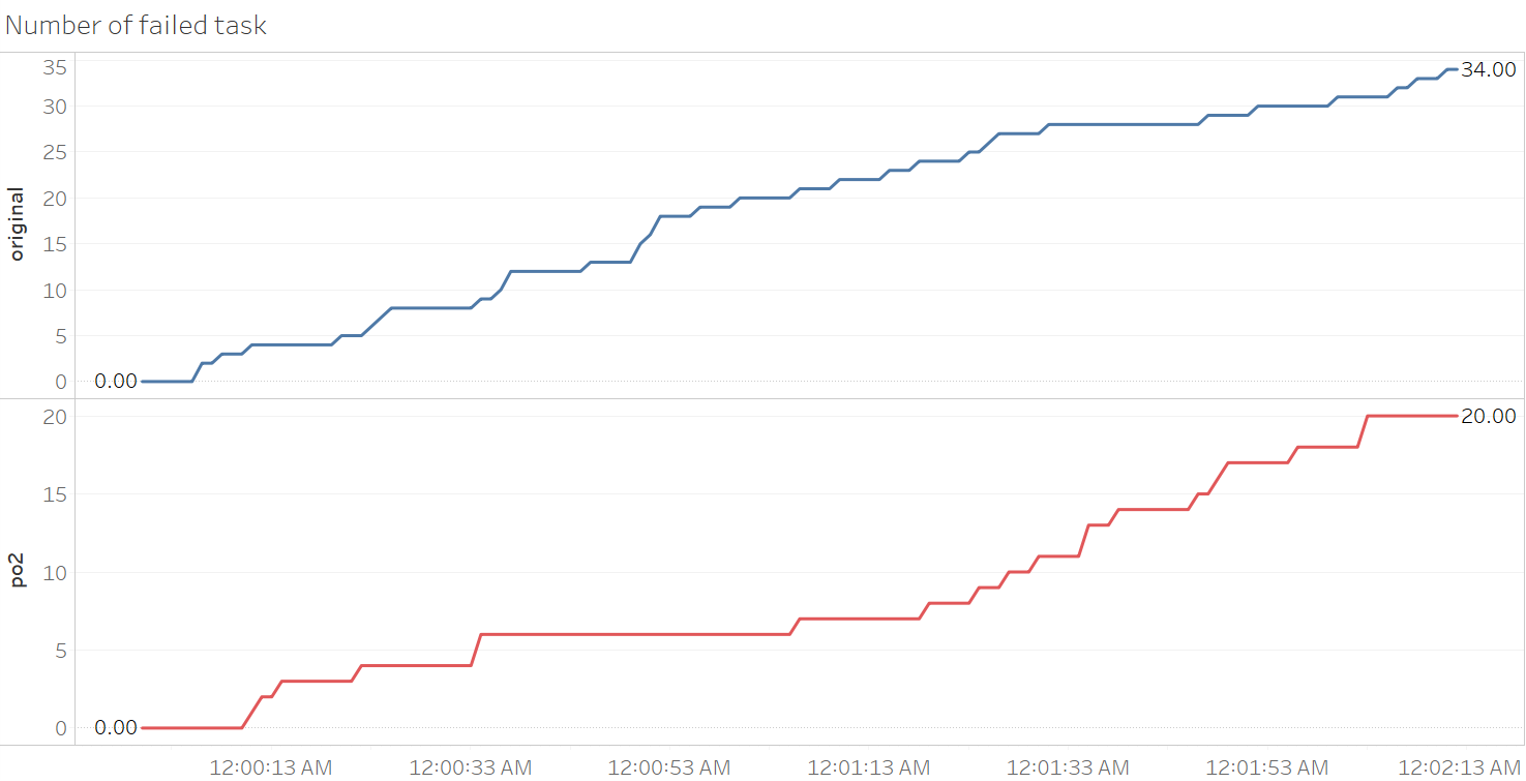 Number of failed task
35
30
25
20
15
10
5
0
original
0.00
34.00
20
15
10
5
0
po2
0.00
20.00
12:00:13 AM
12:00:33 AM
12:00:53 AM
12:01:13 AM
12:01:33 AM
12:01:53 AM
12:02:13 AM